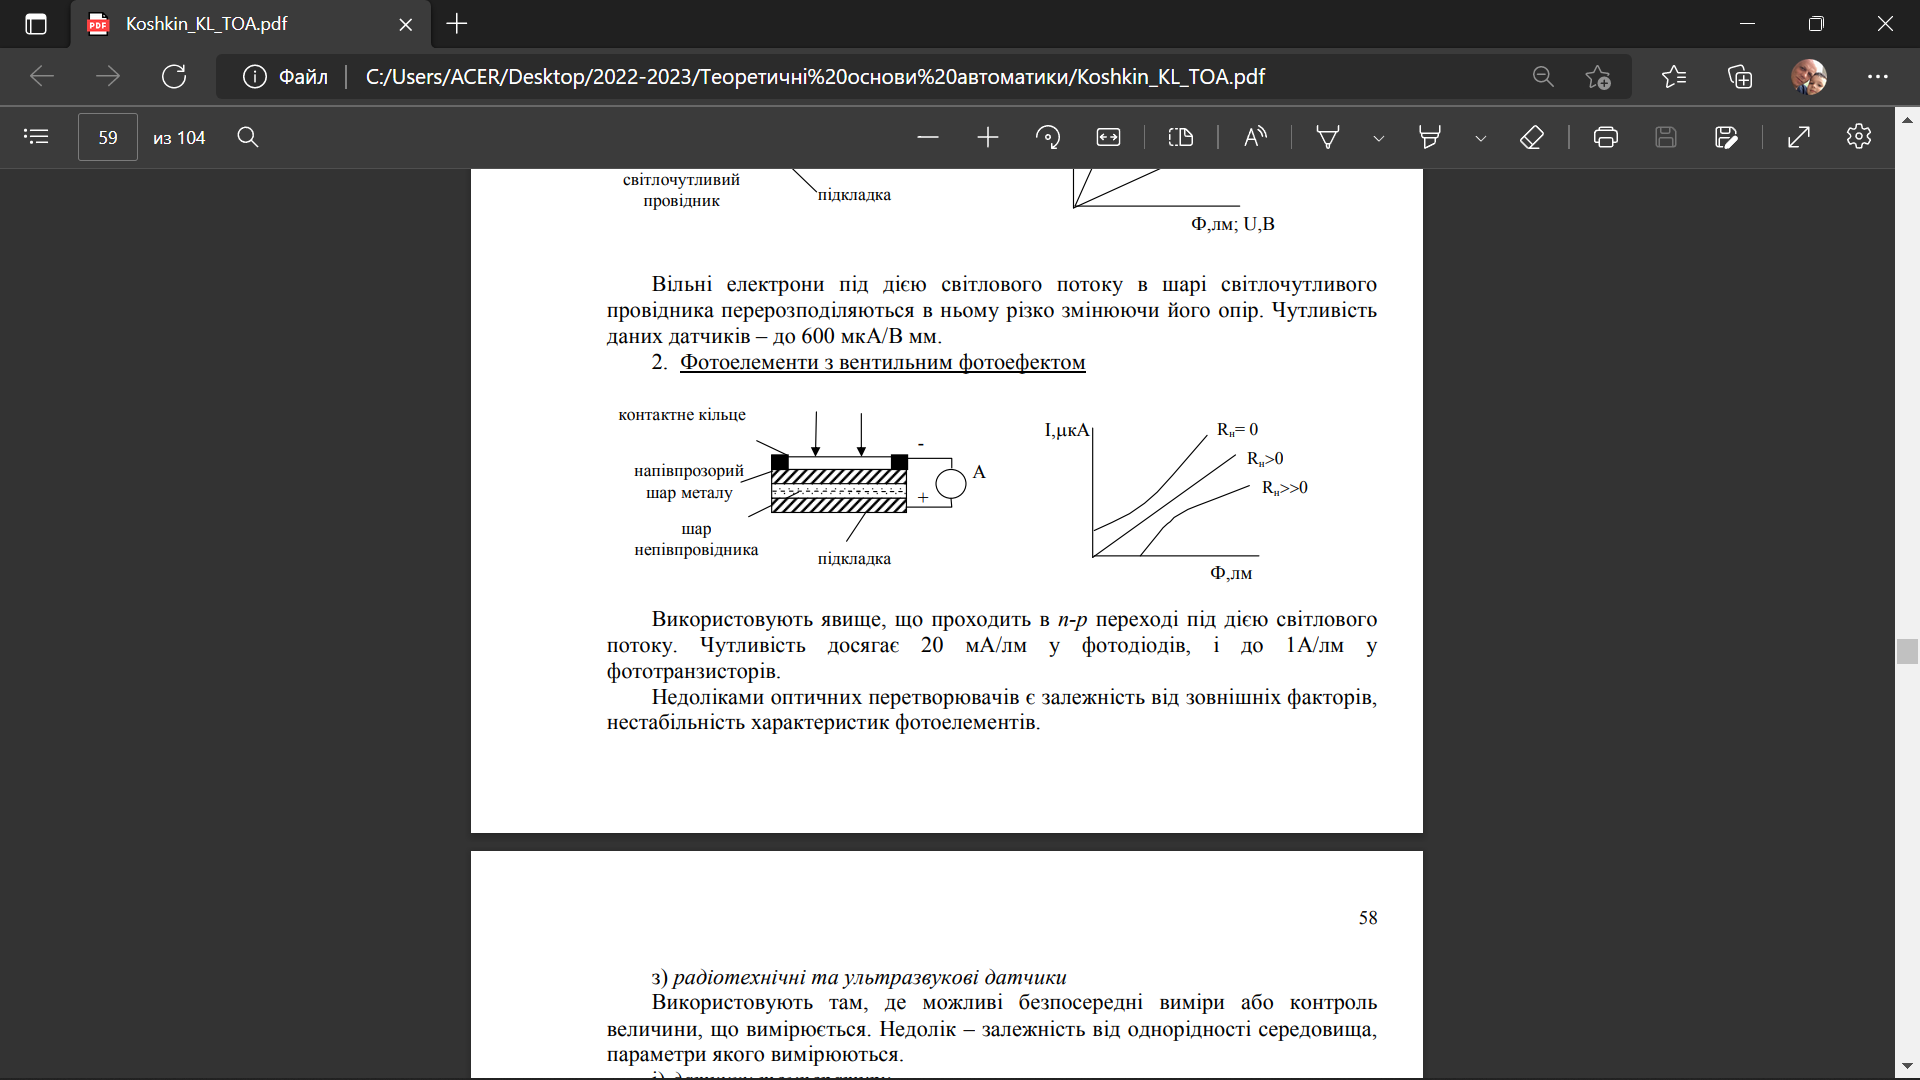 Koshkin_KL_TOA.pdf
Файл
C:/Users/ACER/Desktop/2022-2023/Теоретичні%20основи%20автоматики/Koshkin_KL_TOA.pdf
59 из 104
світлочутливий
провідник
підкладка
Ф,лм; U,В
Вільні електрони під дією світлового потоку в шарі світлочутливого
провідника перерозподіляються в ньому різко змінюючи його опір. Чутливість
даних датчиків – до 600 мкА/В мм.
2. Фотоелементи з вентильним фотоефектом
контактне кільце
напівпрозорий
шар металу
шар
непівпровідника
підкладка
-
+
А
I,μкА
Rн= 0
Rн>0
Rн>>0
Ф,лм
Використовують явище, що проходить в n-p переході під дією світлового
потоку. Чутливість досягає 20 мА/лм у фотодіодів, і до 1А/лм у
фототранзисторів.
Недоліками оптичних перетворювачів є залежність від зовнішніх факторів,
нестабільність характеристик фотоелементів.
58
з) радіотехнічні та ультразвукові датчики
Використовують там, де можливі безпосередні виміри або контроль
величини, що вимірюється. Недолік – залежність від однорідності середовища,
параметри якого вимірюються.